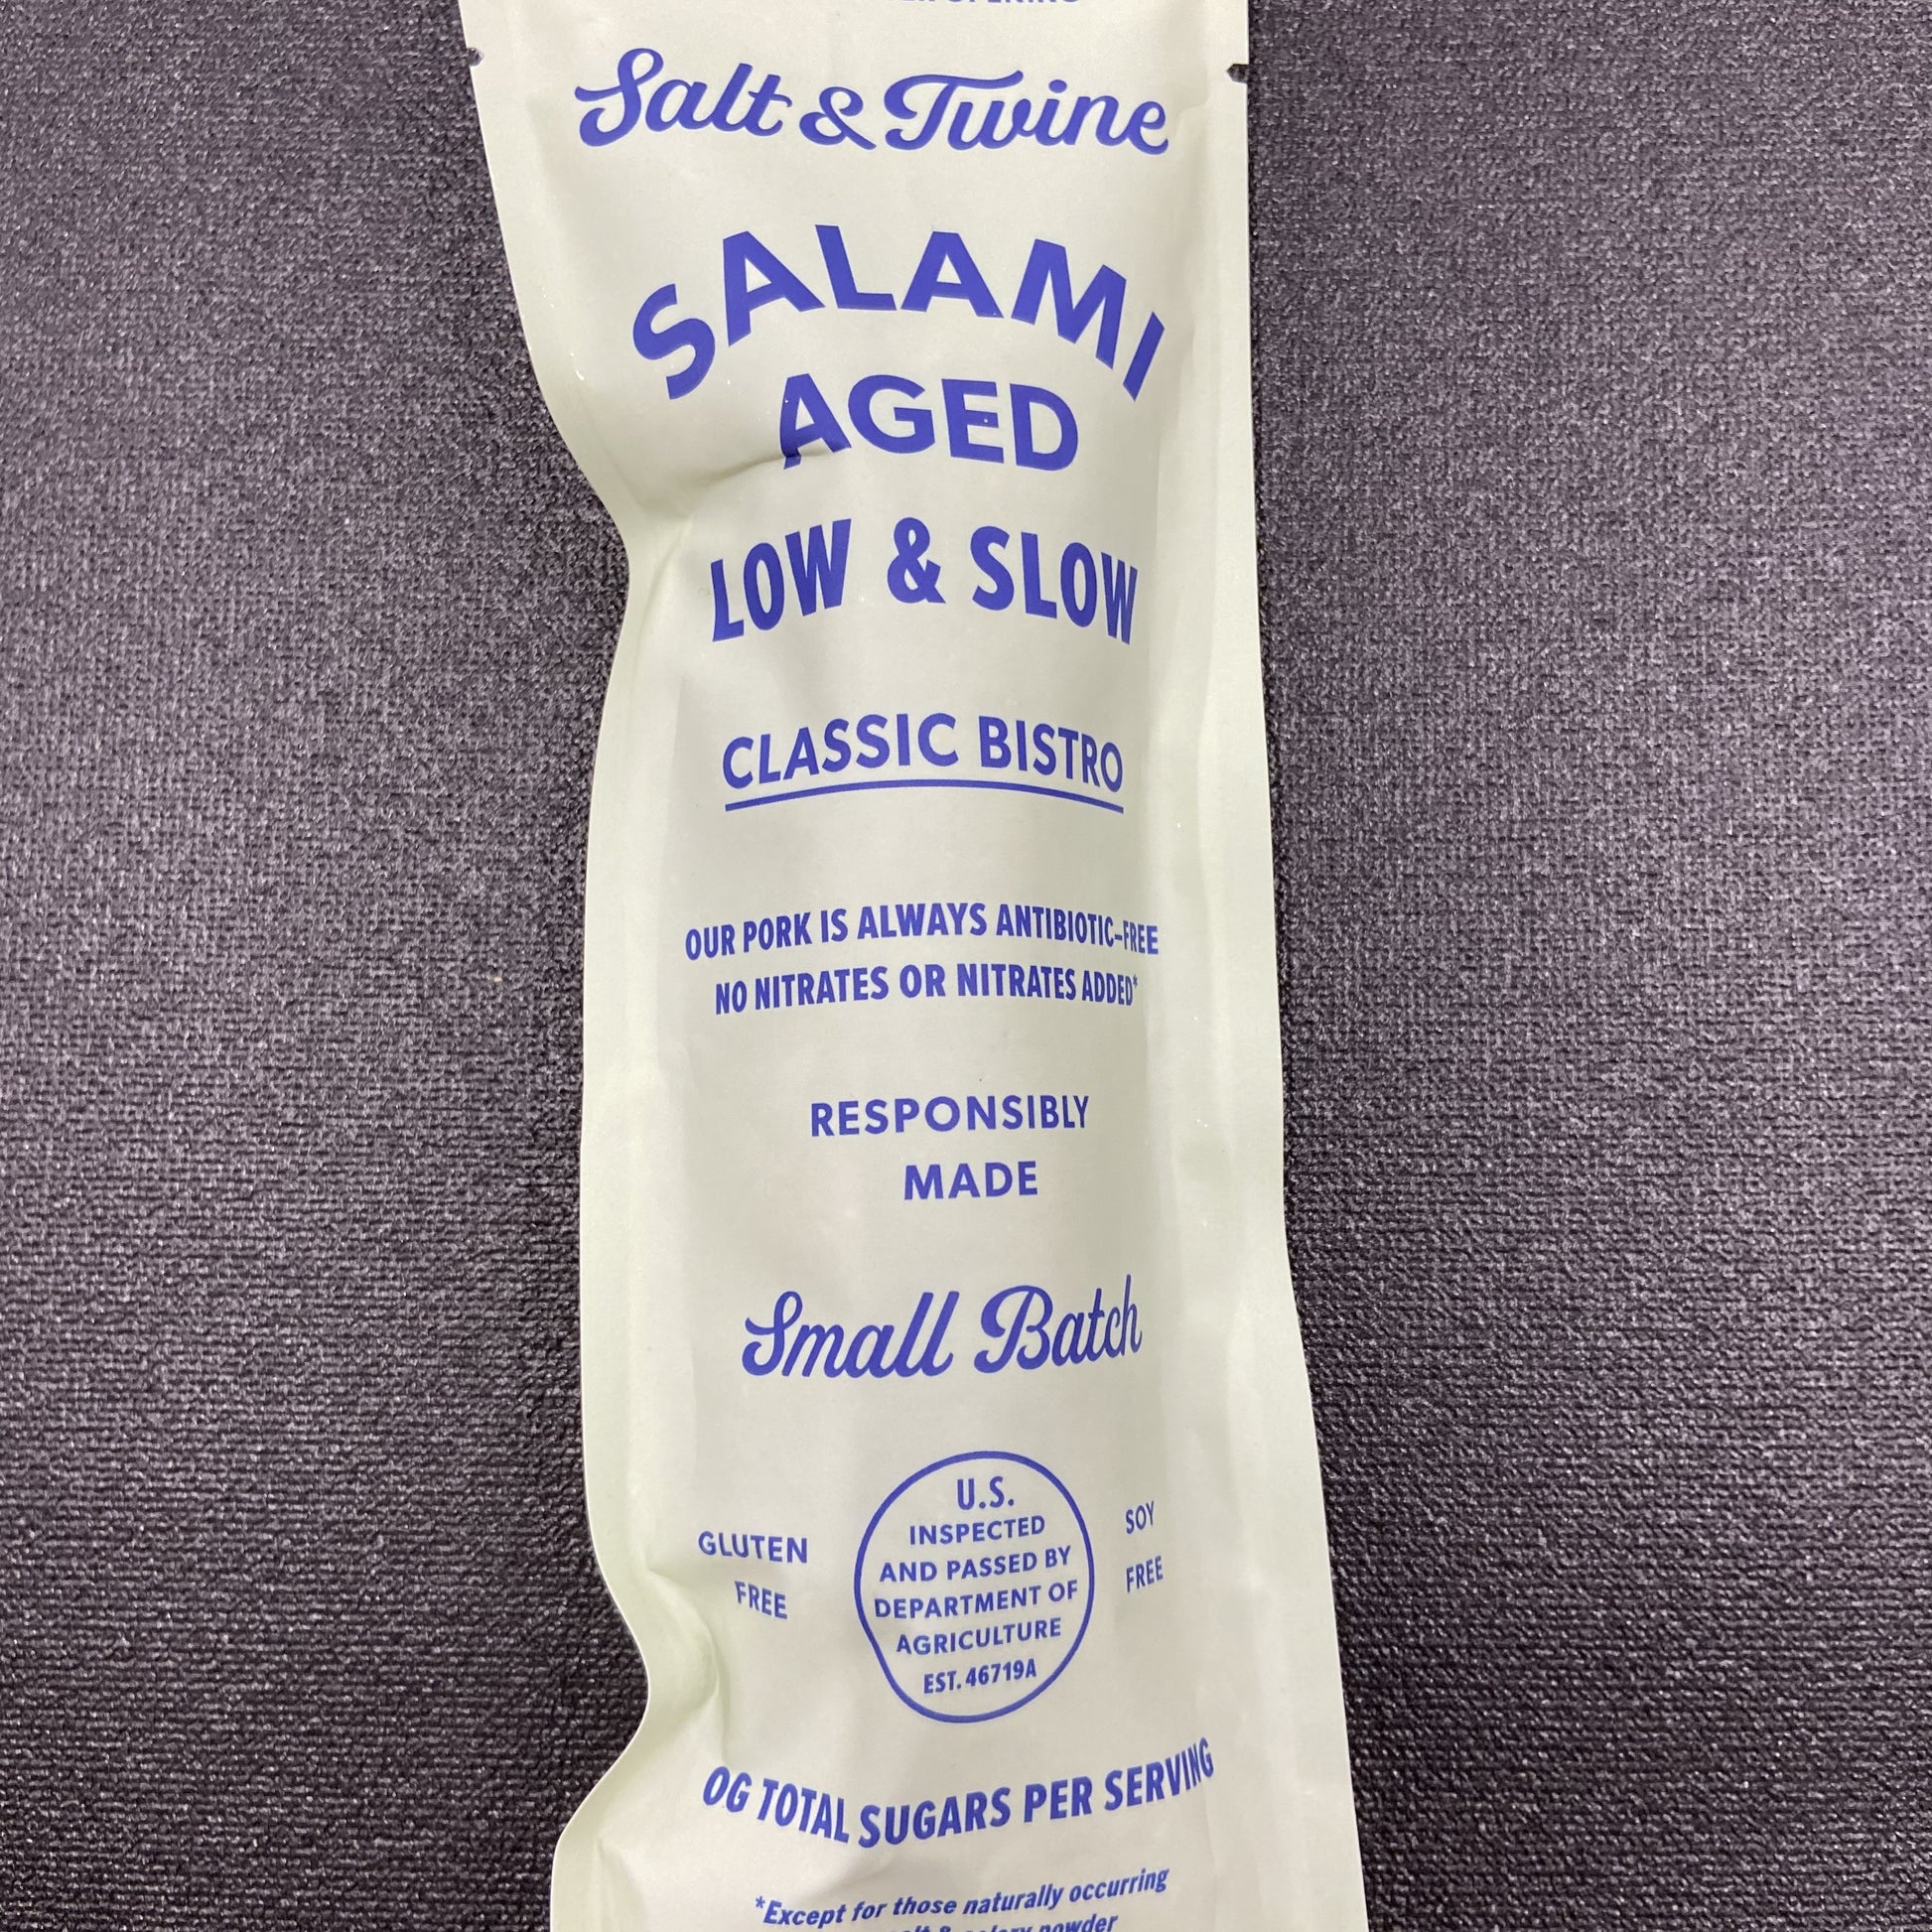 Salt & Twine
SALAMI
AGED
LOW & SLOW
CLASSIC BISTRO
OUR PORK IS ALWAYS ANTIBIOTIC-FREE
NO NITRATES OR NITRATES ADDED*
RESPONSIBLY
MADE
Small Batch
GLUTEN
FREE
U.S.
INSPECTED
AND PASSED BY
DEPARTMENT OF
AGRICULTURE
EST. 46719A
SOY
FREE
0G TOTAL SUGARS PER SERVING
*Except for those naturally occurring
& celery powder